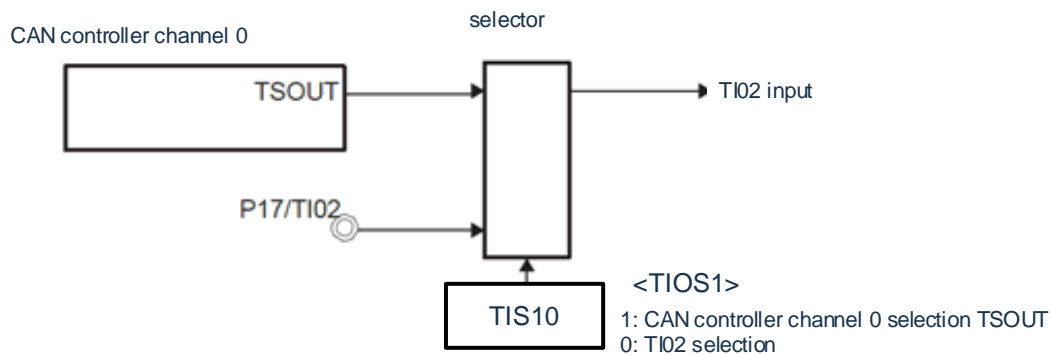 selector
CAN controller channel 0
TSOUT
TI02 input
P17/TI02
<TIOS1>
TIS10
1: CAN controller channel 0 selection TSOUT
0: TI02 selection